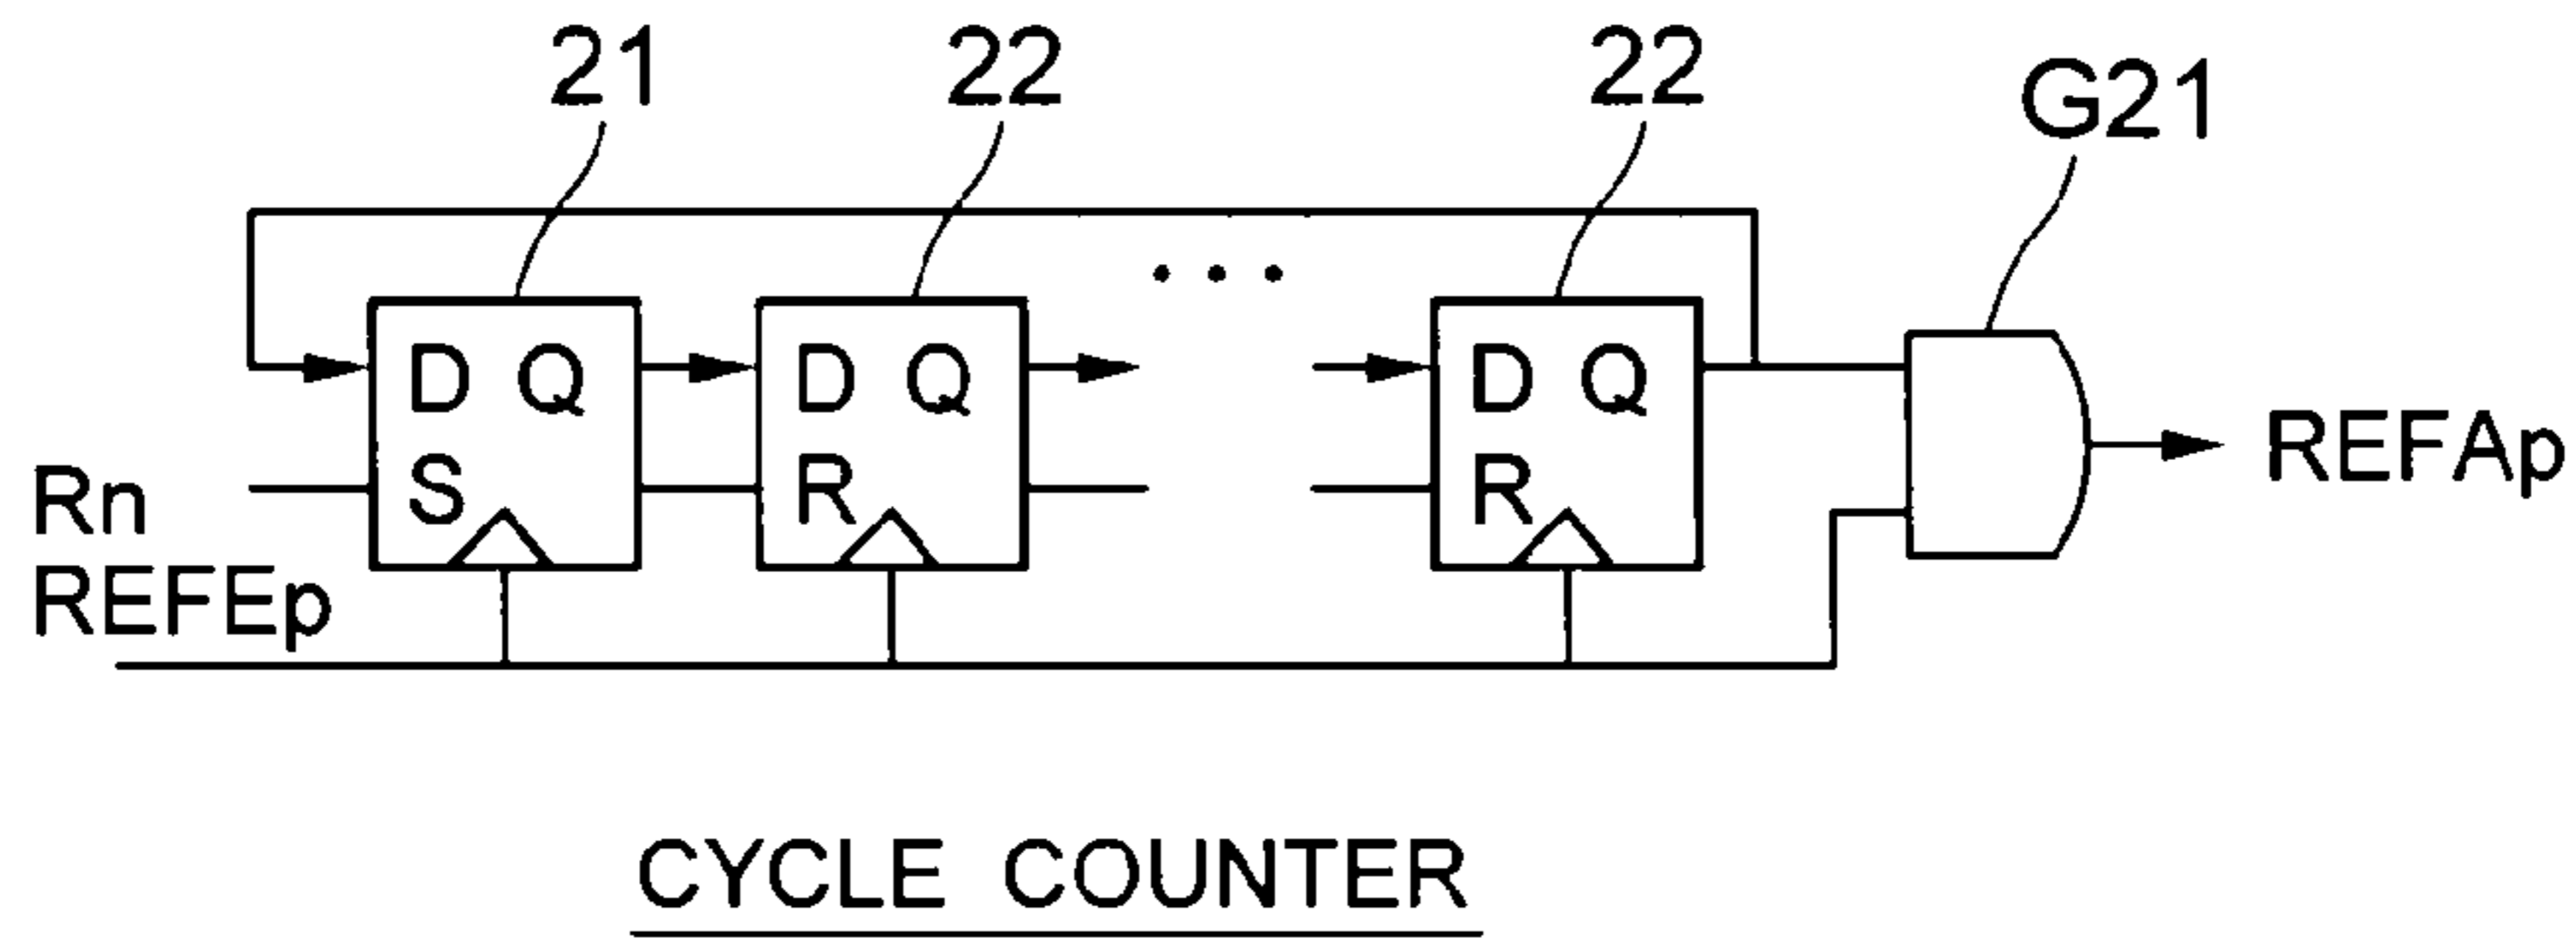 21
22
22
G21
D Q
S
D Q
R
D Q
R
Rn
REFEp
REFAp
. . .
CYCLE COUNTER